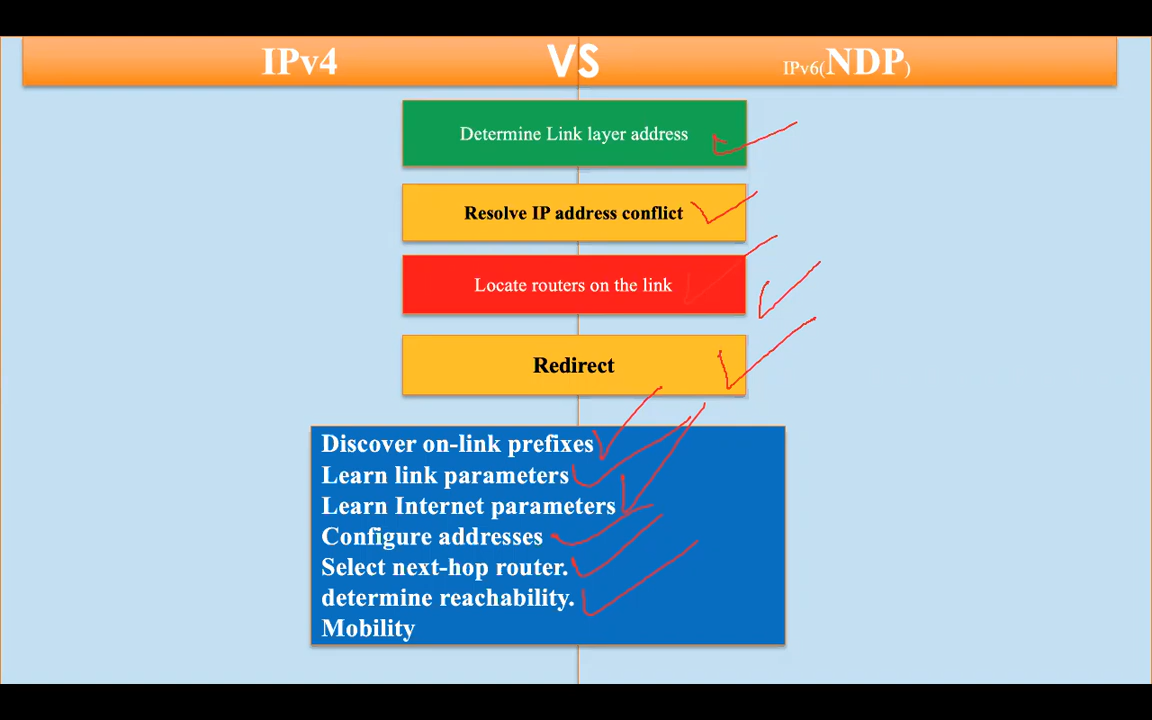 IPv4 VS IPv6(NDP)
Determine Link layer address
Resolve IP address conflict
Locate routers on the link
Redirect
Discover on-link prefixes
Learn link parameters
Learn Internet parameters
Configure addresses
Select next-hop router.
determine reachability.
Mobility